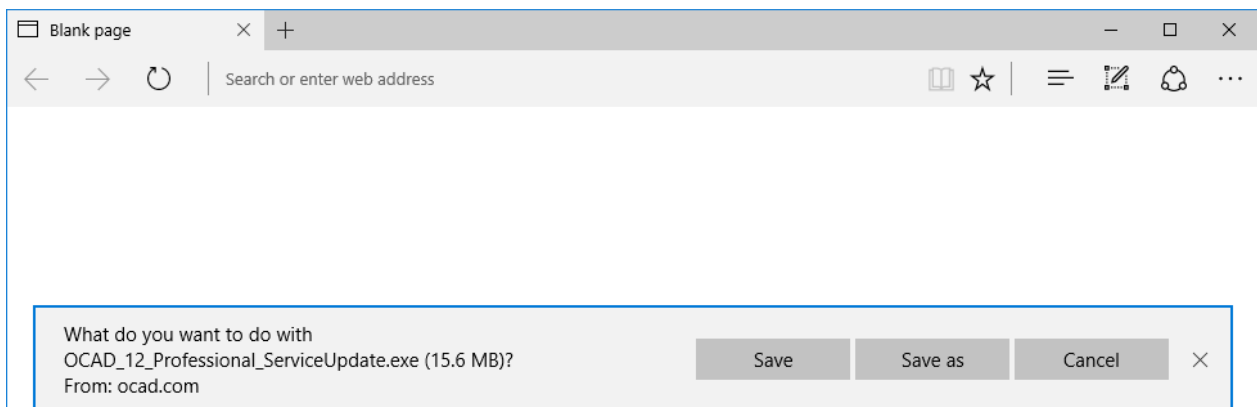 Blank page
Search or enter web address
What do you want to do with
OCAD_12_Professional_ServiceUpdate.exe (15.6 MB)?
From: ocad.com
Save
Save as
Cancel